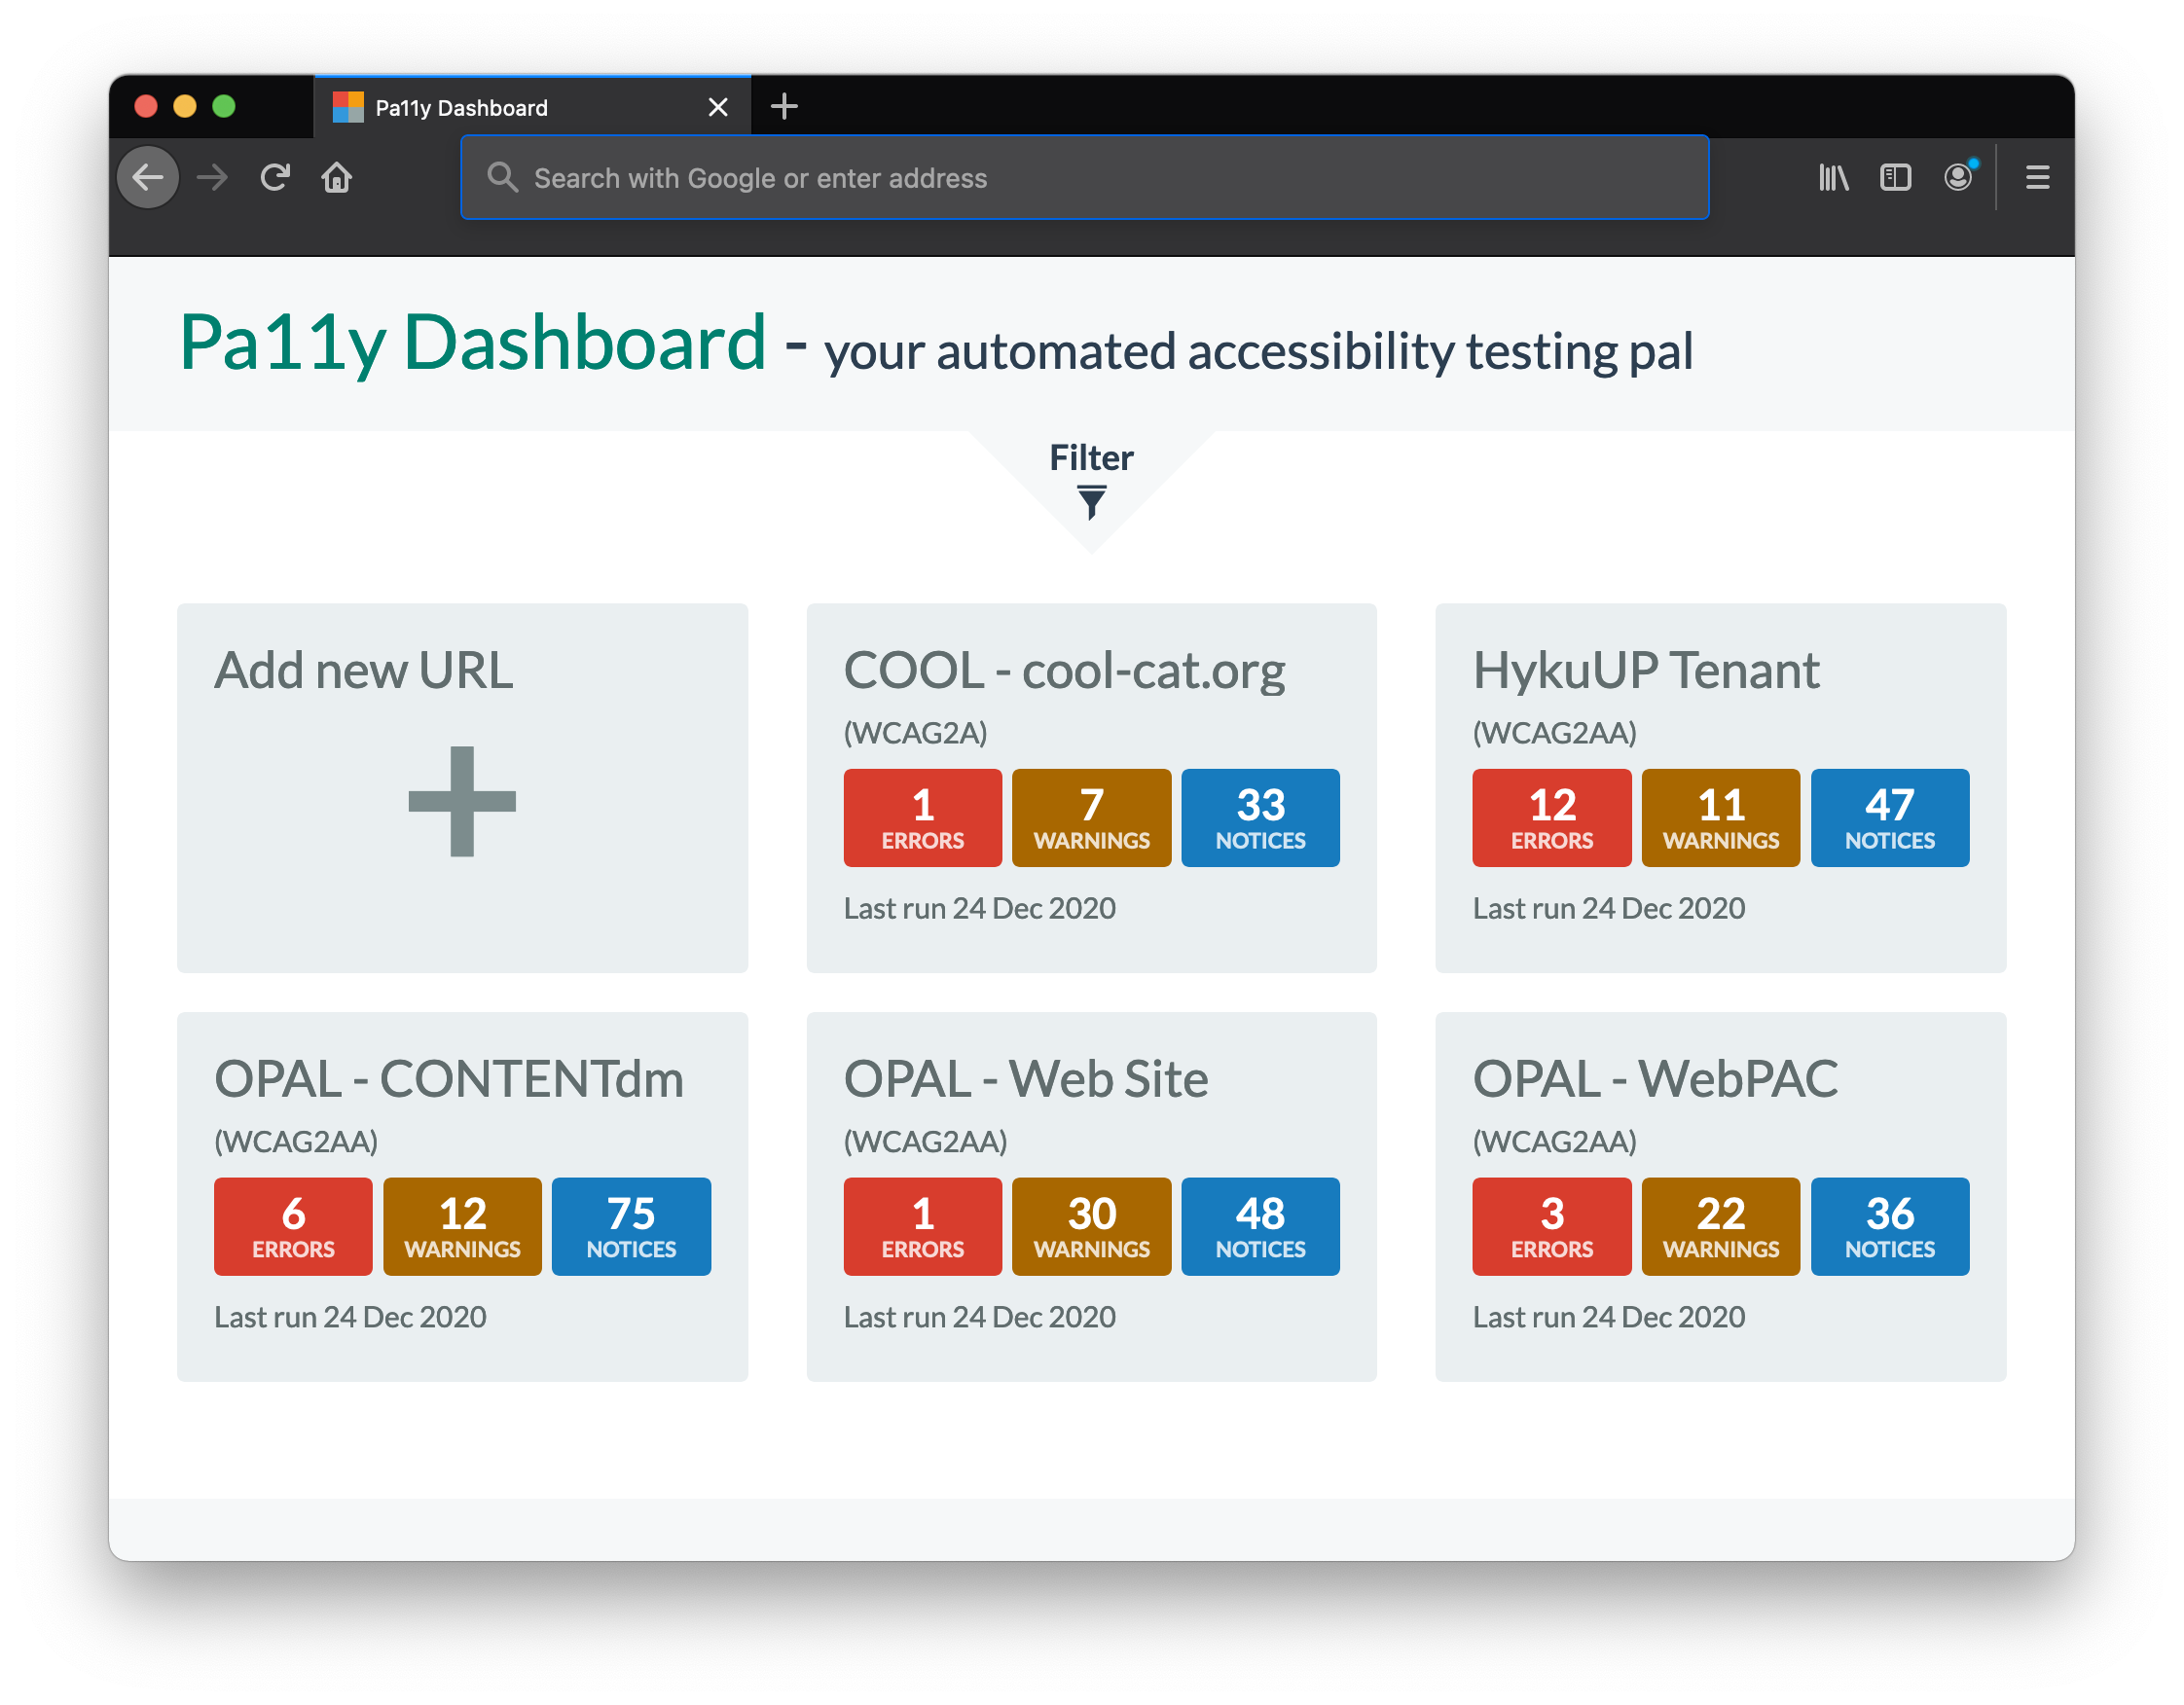 Pa11y Dashboard
Search with Google or enter address
Pa11y Dashboard - your automated accessibility testing pal
Filter
Add new URL
COOL - cool-cat.org
(WCAG2A)
1 ERRORS
7 WARNINGS
33 NOTICES
Last run 24 Dec 2020
HykuUP Tenant
(WCAG2AA)
12 ERRORS
11 WARNINGS
47 NOTICES
Last run 24 Dec 2020
OPAL - CONTENTdm
(WCAG2AA)
6 ERRORS
12 WARNINGS
75 NOTICES
Last run 24 Dec 2020
OPAL - Web Site
(WCAG2AA)
1 ERRORS
30 WARNINGS
48 NOTICES
Last run 24 Dec 2020
OPAL - WebPAC
(WCAG2AA)
3 ERRORS
22 WARNINGS
36 NOTICES
Last run 24 Dec 2020